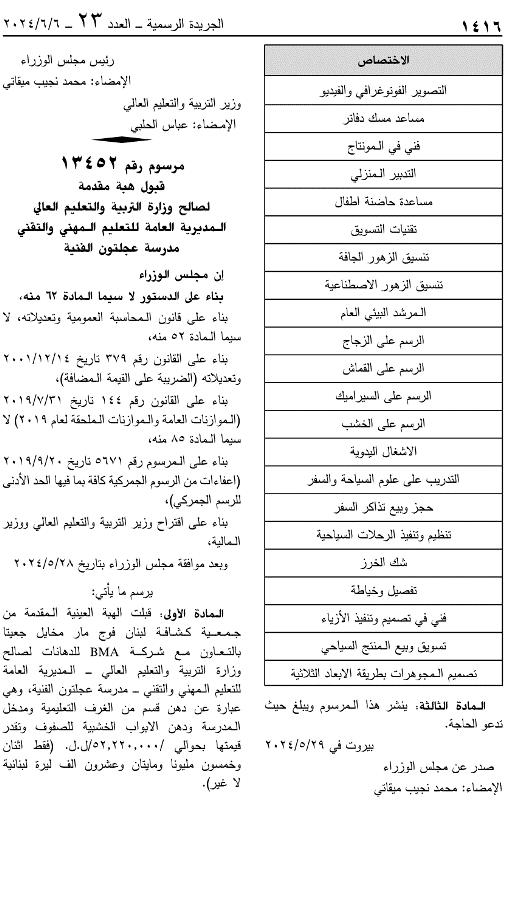 ١٤١٦
الجريدة الرسمية ـ العدد ٢٣ ـ ٢٠٢٤/٦/٦
الاختصاص
التصوير الفوتوغرافي والفيديو
مساعد مسك دفاتر
فني في المونتاج
التدبير المنزلي
مساعدة حاضنة اطفال
تقنيات التسويق
تنسيق الزهور الجافة
تنسيق الزهور الاصطناعية
المرشد البيئي العام
الرسم على الزجاج
الرسم على القماش
الرسم على السيراميك
الرسم على الخشب
الاشغال اليدوية
التدريب على علوم السياحة والسفر
حجز وبيع تذاكر السفر
تنظيم وتنفيذ الرحلات السياحية
شك الخرز
تفصيل وخياطة
فني في تصميم وتنفيذ الأزياء
تسويق وبيع المنتج السياحي
تصميم المجوهرات بطريقة الابعاد الثلاثية
المادة الثالثة: ينشر هذا المرسوم ويبلغ حيث
تدعو الحاجة.
بيروت في ٢٠٢٤/٥/٢٩
صدر عن مجلس الوزراء
الإمضاء: محمد نجيب ميقاتي
رئيس مجلس الوزراء
الإمضاء: محمد نجيب ميقاتي
وزير التربية والتعليم العالي
الإمضاء: عباس الحلبي
مرسوم رقم ١٣٤٥٢
قبول هبة مقدمة
لصالح وزارة التربية والتعليم العالي
المديرية العامة للتعليم المهني والتقني
مدرسة عجلتون الفنية
إن مجلس الوزراء
بناء على الدستور لا سيما المادة ٦٢ منه،
بناء على قانون المحاسبة العمومية وتعديلاته، لا
سيما المادة ٥٢ منه،
بناء على القانون رقم ٣٧٩ تاريخ ٢٠٠١/١٢/١٤
وتعديلاته (الضريبة على القيمة المضافة)،
بناء على القانون رقم ١٤٤ تاريخ ٢٠١٩/٧/٣١
(الموازنات العامة والموازنات الملحقة لعام ٢٠١٩) لا
سيما المادة ٨٥ منه،
بناء على المرسوم رقم ٥٦٧١ تاريخ ٢٠١٩/٩/٢٠
(اعفاءات من الرسوم الجمركية كافة بما فيها الحد الأدنى
للرسم الجمركي)،
بناء على اقتراح وزير التربية والتعليم العالي ووزير
المالية،
وبعد موافقة مجلس الوزراء بتاريخ ٢٠٢٤/٥/٢٨
يرسم ما يأتي:
المادة الأولى: قبلت الهبة العينية المقدمة من
جمعية كشافة لبنان فوج مار مخايل جعيتا
بالتعاون مع شركة BMA للدهانات لصالح
وزارة التربية والتعليم العالي ـ المديرية العامة
للتعليم المهني والتقني ـ مدرسة عجلتون الفنية، وهي
عبارة عن دهن قسم من الغرف التعليمية ومدخل
المدرسة ودهن الابواب الخشبية للصفوف وتقدر
قيمتها بحوالي /٥٢,٢٢٠,٠٠٠/ل.ل. (فقط اثنان
وخمسون مليونا ومايتان وعشرون الف ليرة لبنانية
لا غير).